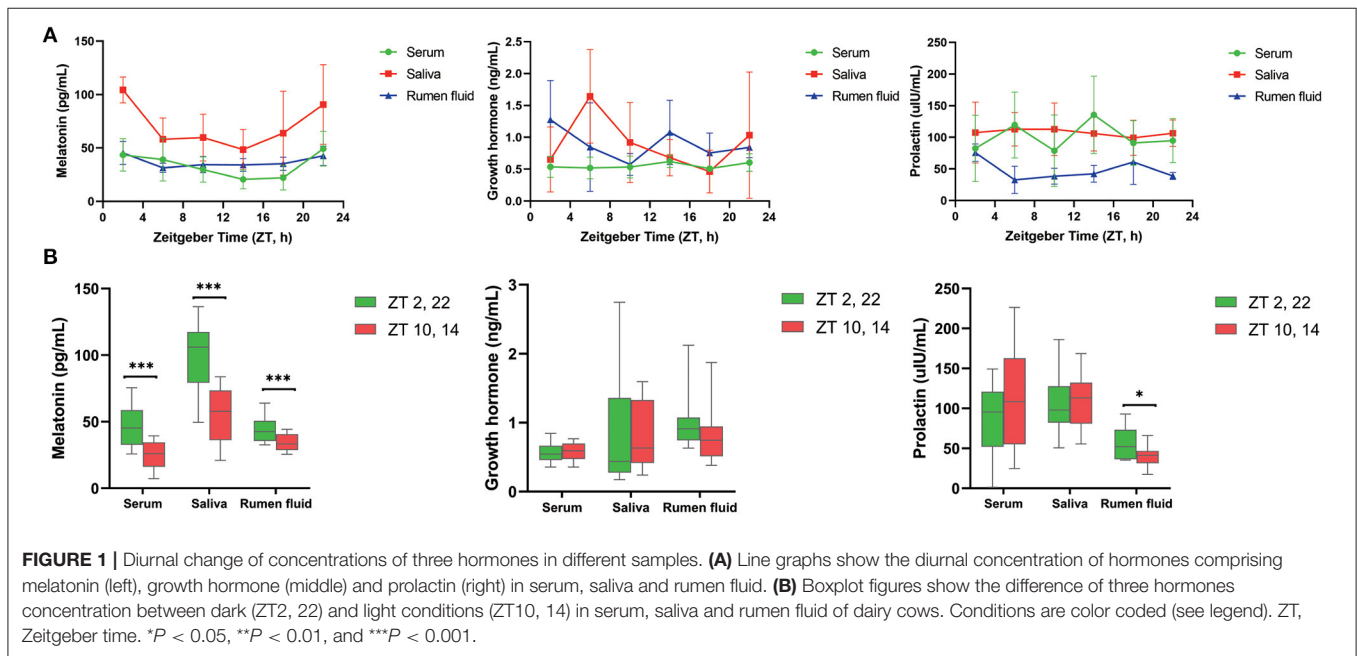 A
Melatonin (pg/mL)
150
100
50
0
0 4 8 12 16 20 24
Zeitgeber Time (ZT, h)
Serum
Saliva
Rumen fluid
Growth hormone (ng/mL)
2.5
2.0
1.5
1.0
0.5
0.0
0 4 8 12 16 20 24
Zeitgeber Time (ZT, h)
Serum
Saliva
Rumen fluid
Prolactin (uIU/mL)
250
200
150
100
50
0
0 4 8 12 16 20 24
Zeitgeber Time (ZT, h)
Serum
Saliva
Rumen fluid
B
Melatonin (pg/mL)
150
100
50
0
***
***
***
Serum Saliva Rumen fluid
ZT 2, 22
ZT 10, 14
Growth hormone (ng/mL)
3
2
1
0
Serum Saliva Rumen fluid
ZT 2, 22
ZT 10, 14
Prolactin (uIU/mL)
250
200
150
100
50
0
*
Serum Saliva Rumen fluid
ZT 2, 22
ZT 10, 14
FIGURE 1 | Diurnal change of concentrations of three hormones in different samples. (A) Line graphs show the diurnal concentration of hormones comprising
melatonin (left), growth hormone (middle) and prolactin (right) in serum, saliva and rumen fluid. (B) Boxplot figures show the difference of three hormones
concentration between dark (ZT2, 22) and light conditions (ZT10, 14) in serum, saliva and rumen fluid of dairy cows. Conditions are color coded (see legend). ZT,
Zeitgeber time. *P < 0.05, **P < 0.01, and ***P < 0.001.